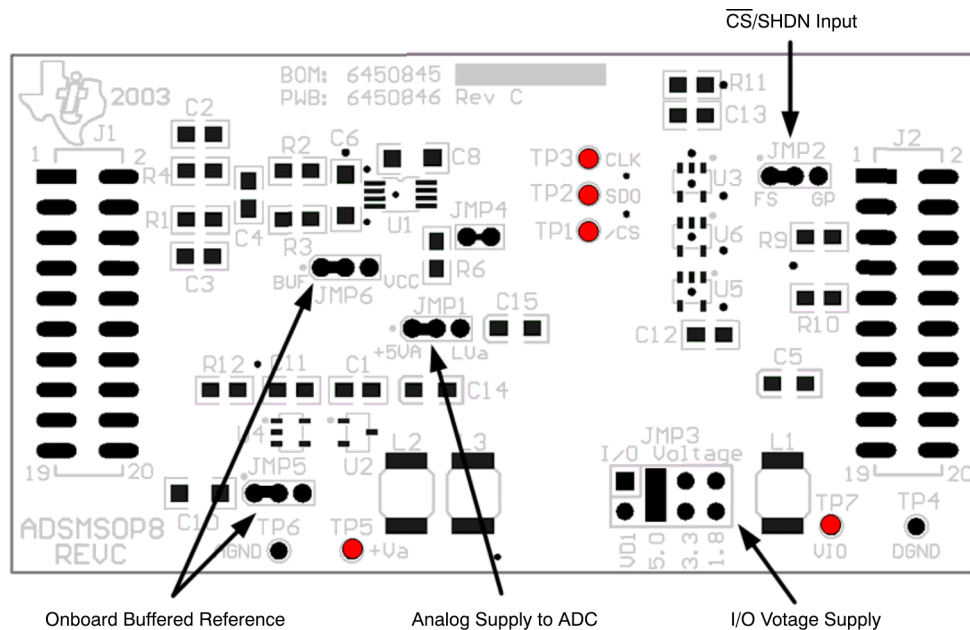 CS/SHDN Input
BOM: 6450845
PWB: 6450846 Rev C
2003
R11
C13
J1
C2
R2
C6
C8
TP3 CLK
JMP2
J2
1 2
R4
U3
1 2
TP2 SDO
FS GP
R1
C4
R3
U1
JMP4
TP1 /CS
U6
R9
C3
BUF JMP6 VCC
R6
U5
JMP1
C15
R10
+5VA LVa
C12
R12
C11
C1
C14
C5
U4
U2
L2
L3
JMP3
I/O Voltage
L1
19 20
JMP5
19 20
C10
TP7
TP4
ADSMSOP8
REVC
TP6
AGND
TP5
+Va
VD1
5.0
3.3
1.8
VIO
DGND
Onboard Buffered Reference
Analog Supply to ADC
I/O Votage Supply